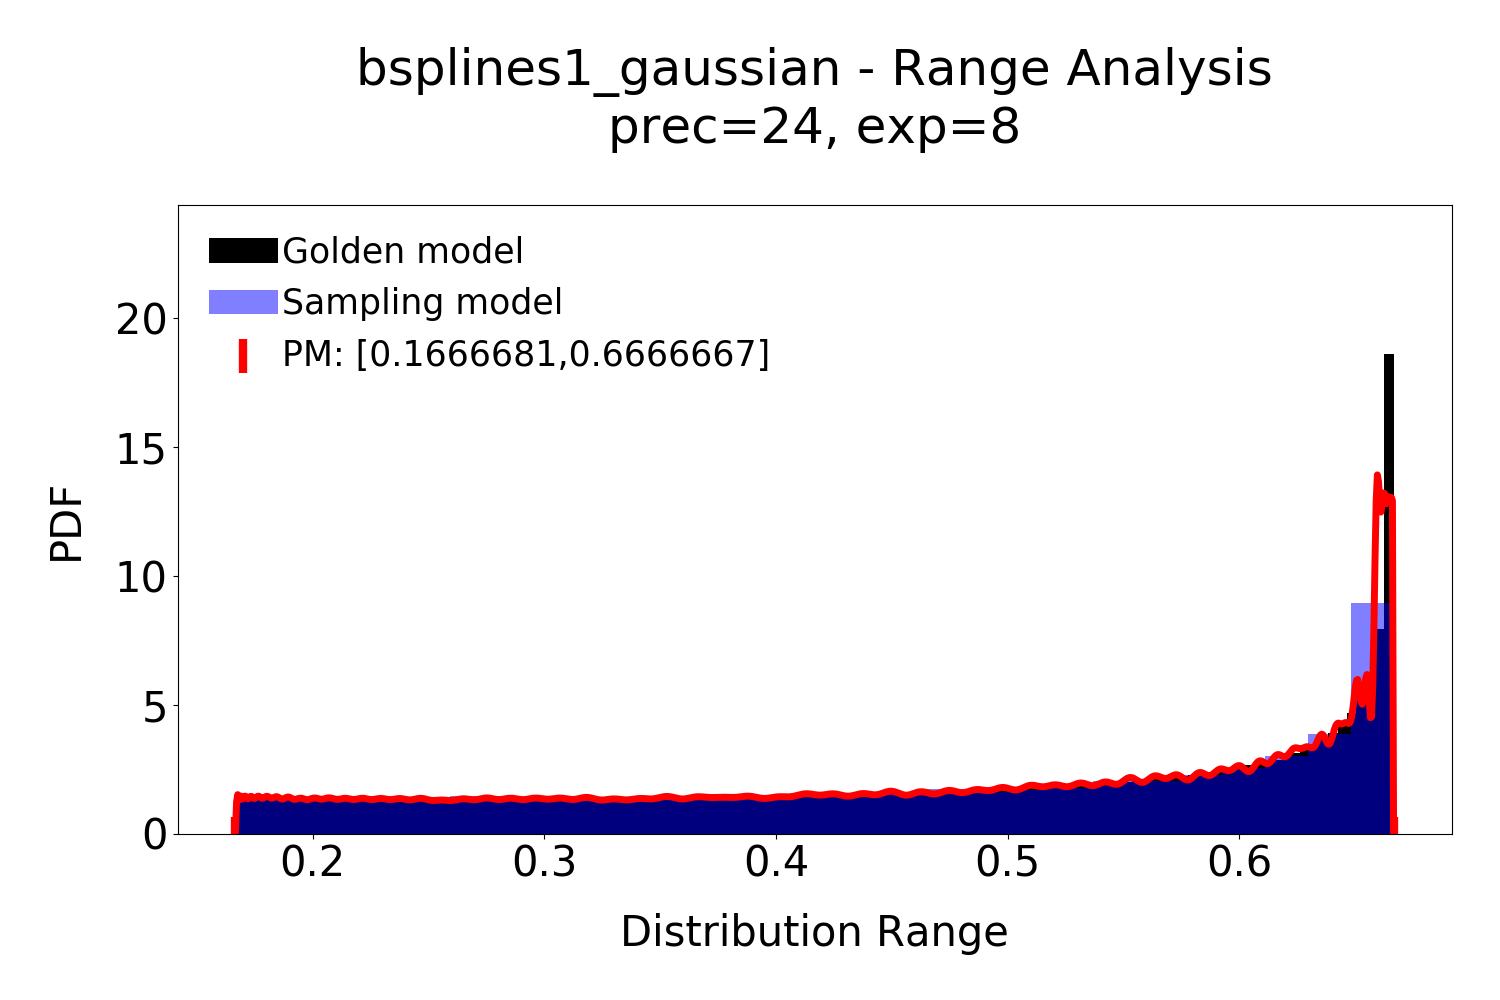 bsplines1_gaussian - Range Analysis
prec=24, exp=8
Golden model
Sampling model
PM: [0.1666681,0.6666667]
20
15
10
5
0
PDF
0.2 0.3 0.4 0.5 0.6
Distribution Range